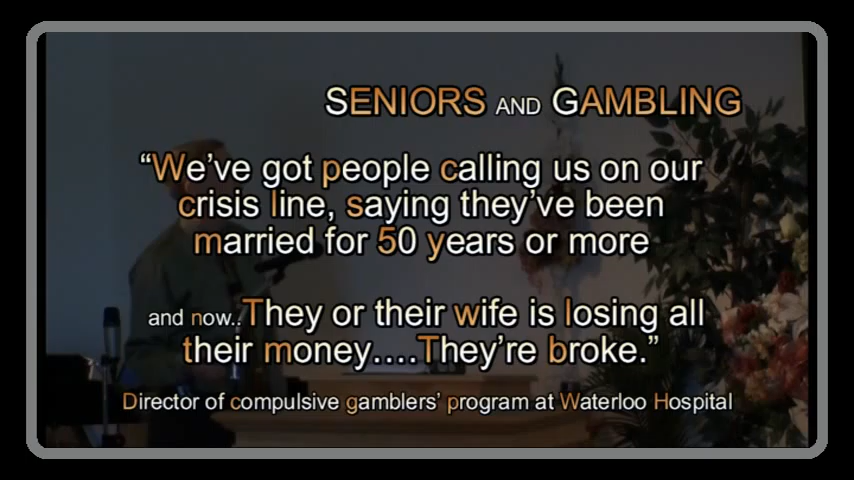 SENIORS AND GAMBLING
“We’ve got people calling us on our
crisis line, saying they’ve been
married for 50 years or more
and now..They or their wife is losing all
their money....They’re broke.”
Director of compulsive gamblers’ program at Waterloo Hospital